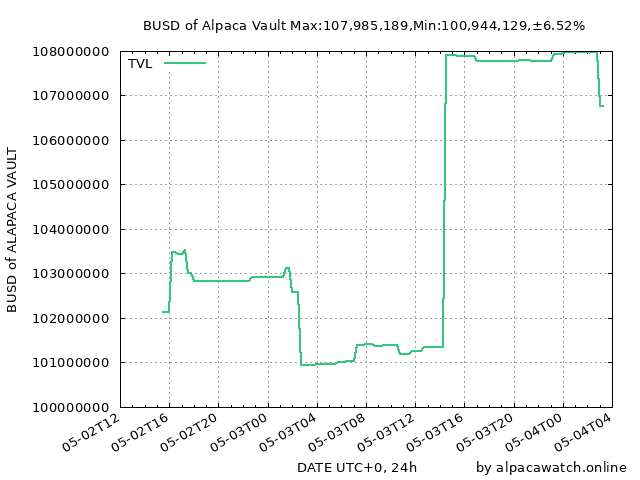 BUSD of Alpaca Vault Max:107,985,189,Min:100,944,129,±6.52%
TVL
BUSD of ALAPACA VAULT
108000000
107000000
106000000
105000000
104000000
103000000
102000000
101000000
100000000
05-02T12
05-02T16
05-02T20
05-03T00
05-03T04
05-03T08
05-03T12
05-03T16
05-03T20
05-04T00
05-04T04
DATE UTC+0, 24h
by alpacawatch.online